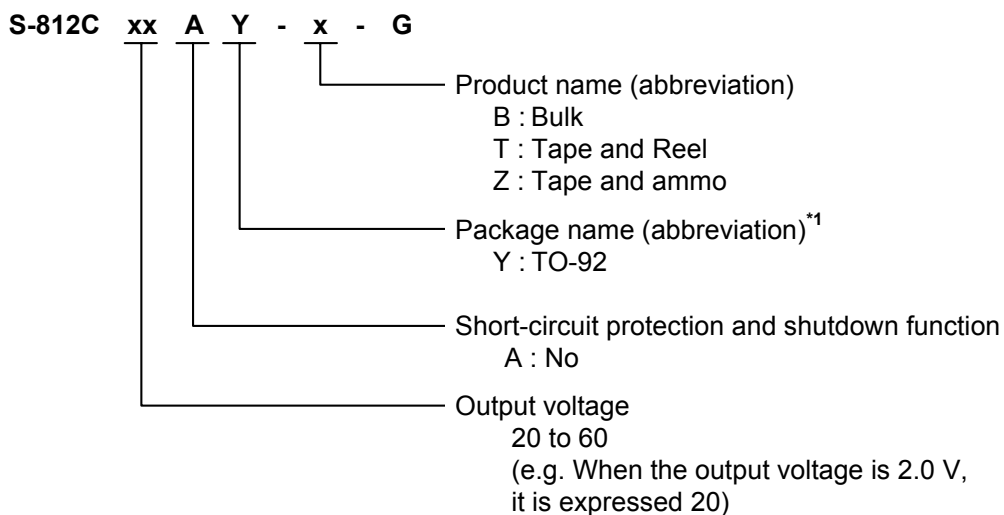 S-812C xx A Y - x - G
Product name (abbreviation)
B : Bulk
T : Tape and Reel
Z : Tape and ammo
Package name (abbreviation)*1
Y : TO-92
Short-circuit protection and shutdown function
A : No
Output voltage
20 to 60
(e.g. When the output voltage is 2.0 V,
it is expressed 20)